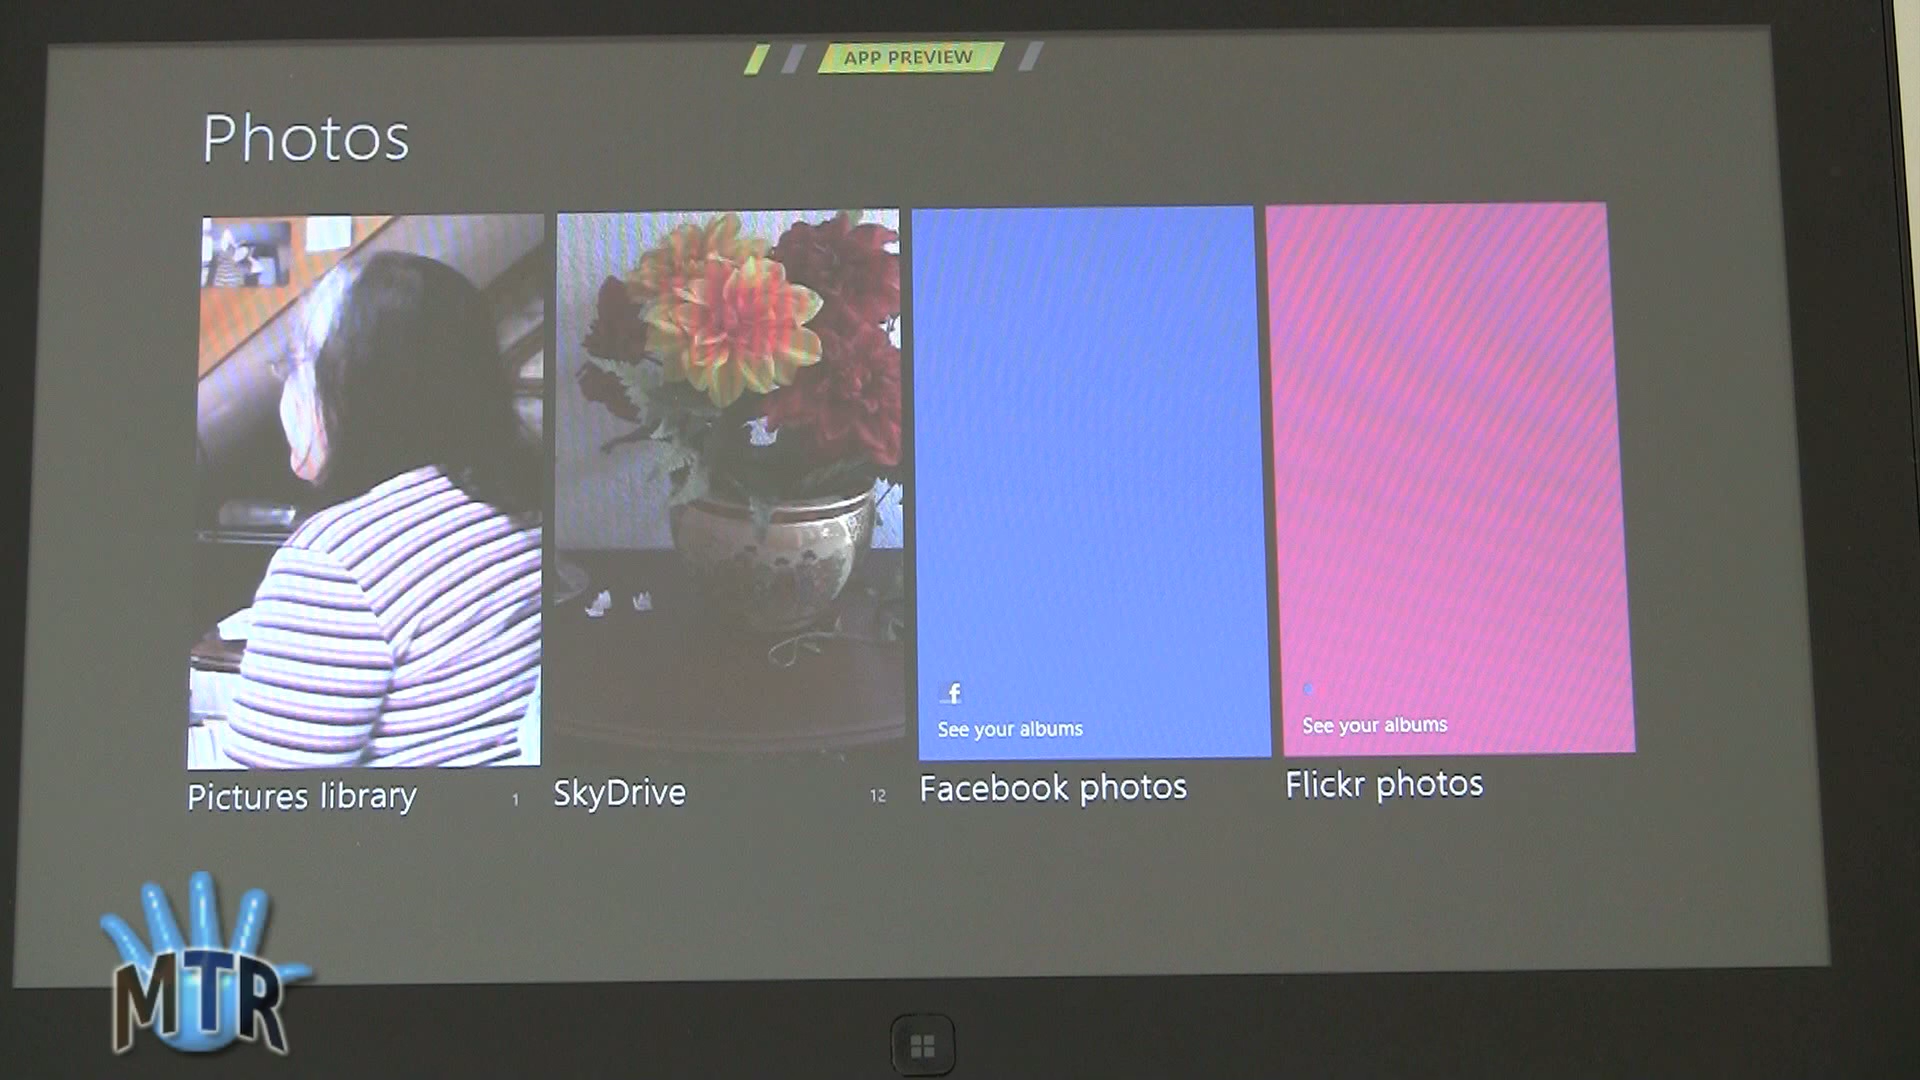 APP PREVIEW
Photos
f
See your albums
See your albums
Pictures library 1
SkyDrive 12
Facebook photos
Flickr photos
MTR